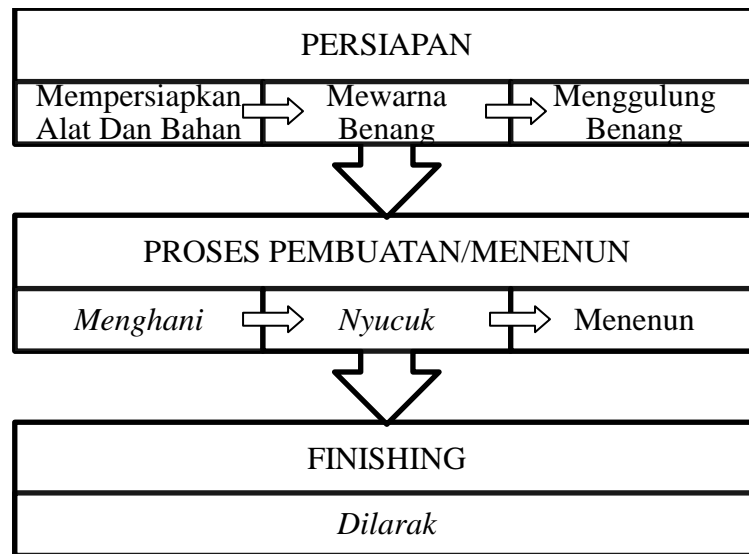 PERSIAPAN
Mempersiapkan
Alat Dan Bahan
Mewarna
Benang
Menggulung
Benang
PROSES PEMBUATAN/MENENUN
Menghani
Nyucuk
Menenun
FINISHING
Dilarak